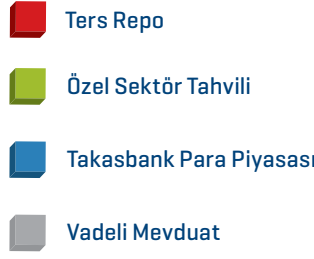 Ters Repo
Özel Sektör Tahvili
Takasbank Para Piyasası
Vadeli Mevduat